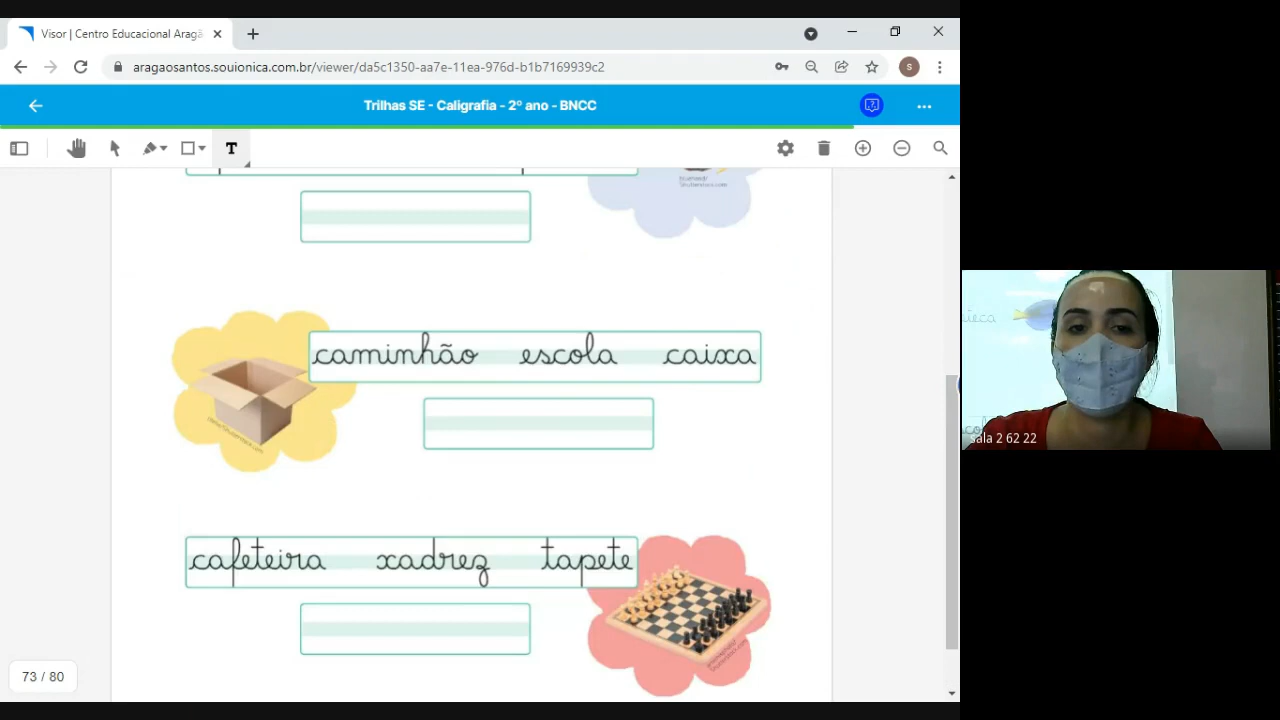 Visor | Centro Educacional Aragã
aragaosantos.souionica.com.br/viewer/da5c1350-aa7e-11ea-976d-b1b7169939c2
s
Trilhas SE - Caligrafia - 2º ano - BNCC
T
caminhão escola caixa
cafeteira xadrez tapete
73 / 80
sala 2 62 22